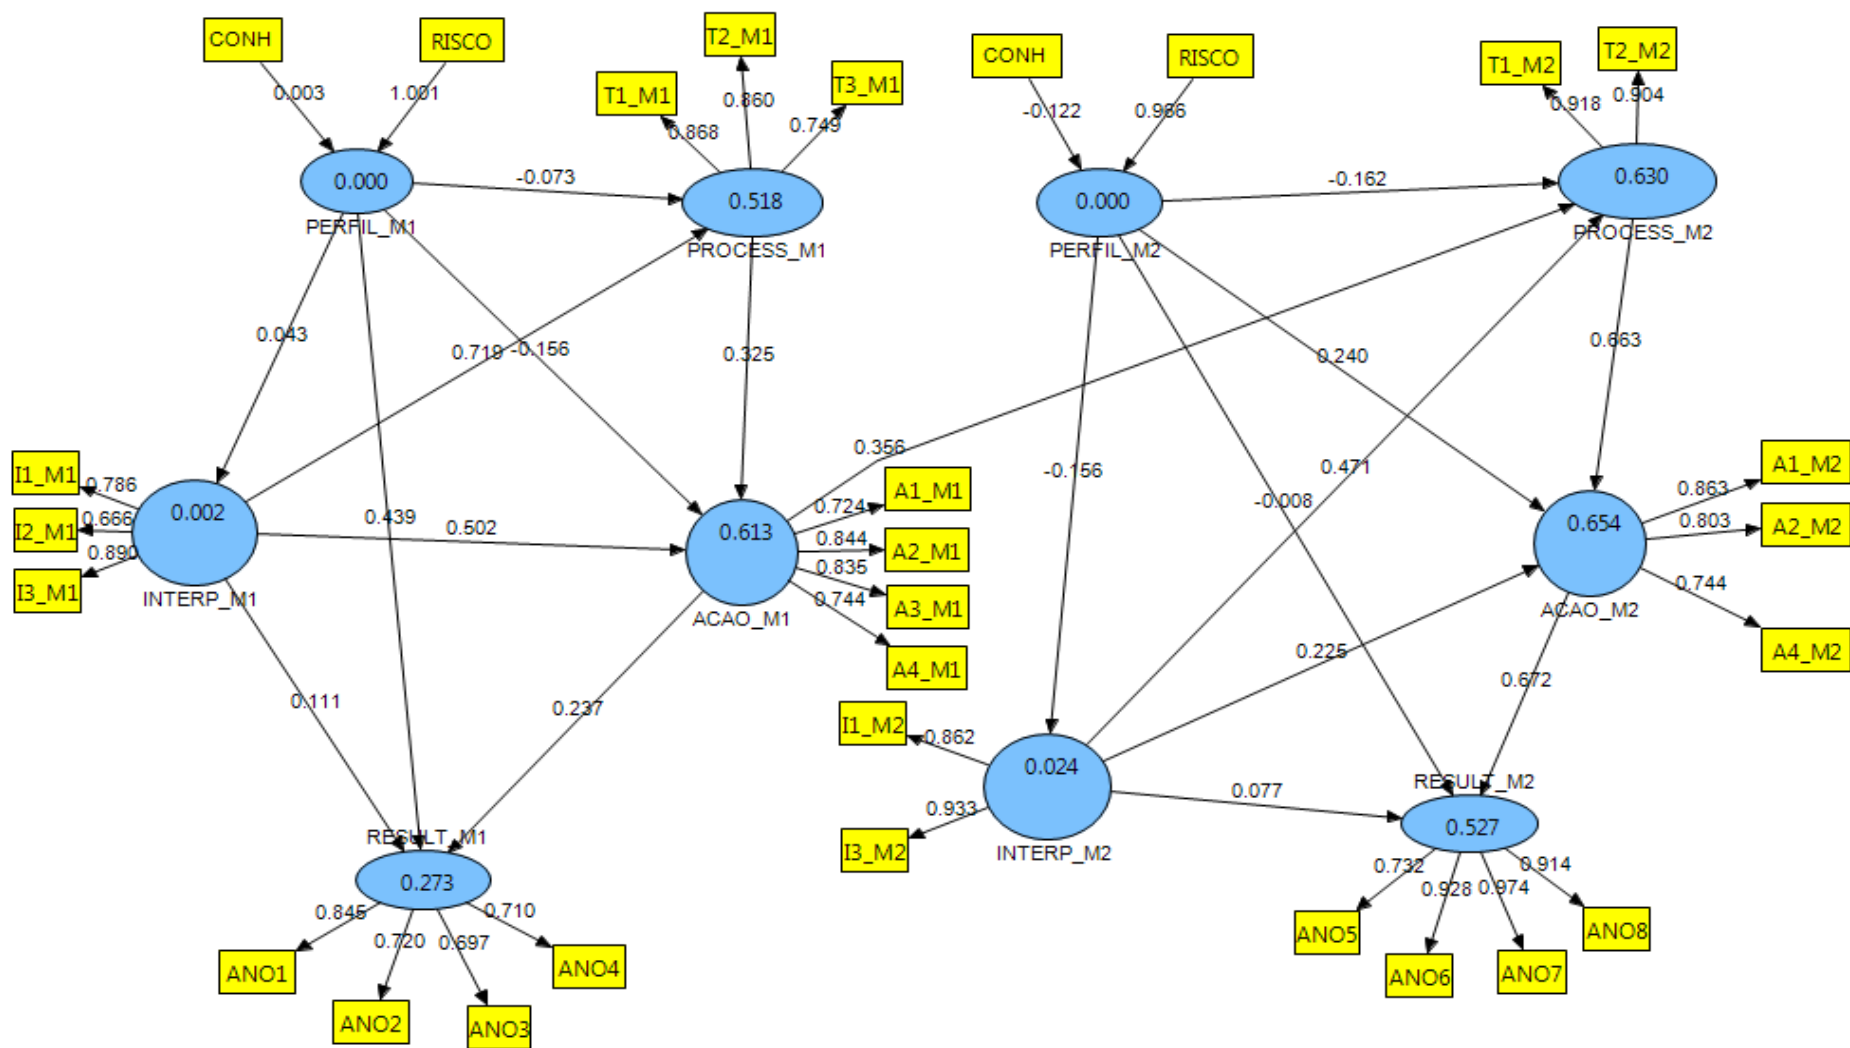 CONH
RISCO
T2_M1
T1_M1
T3_M1
0.003
1.001
0.868
0.860
0.749
0.000
PERFIL_M1
-0.073
0.518
PROCESS_M1
0.043
0.439
-0.156
0.719
0.325
I1_M1
I2_M1
I3_M1
0.786
0.666
0.890
0.002
INTERP_M1
0.502
0.111
0.613
ACAO_M1
0.237
0.724
0.844
0.835
0.744
A1_M1
A2_M1
A3_M1
A4_M1
RESULT_M1
0.273
0.845
0.720
0.697
0.710
ANO1
ANO2
ANO3
ANO4
0.356
CONH
RISCO
T1_M2
T2_M2
-0.122
0.966
0.918
0.904
0.000
PERFIL_M2
-0.162
0.630
PROCESS_M2
-0.156
-0.008
0.240
0.471
0.663
0.654
ACAO_M2
0.863
0.803
0.744
A1_M2
A2_M2
A4_M2
I1_M2
I3_M2
0.862
0.933
0.024
INTERP_M2
0.225
0.077
0.672
RESULT_M2
0.527
0.732
0.928
0.974
0.914
ANO5
ANO6
ANO7
ANO8